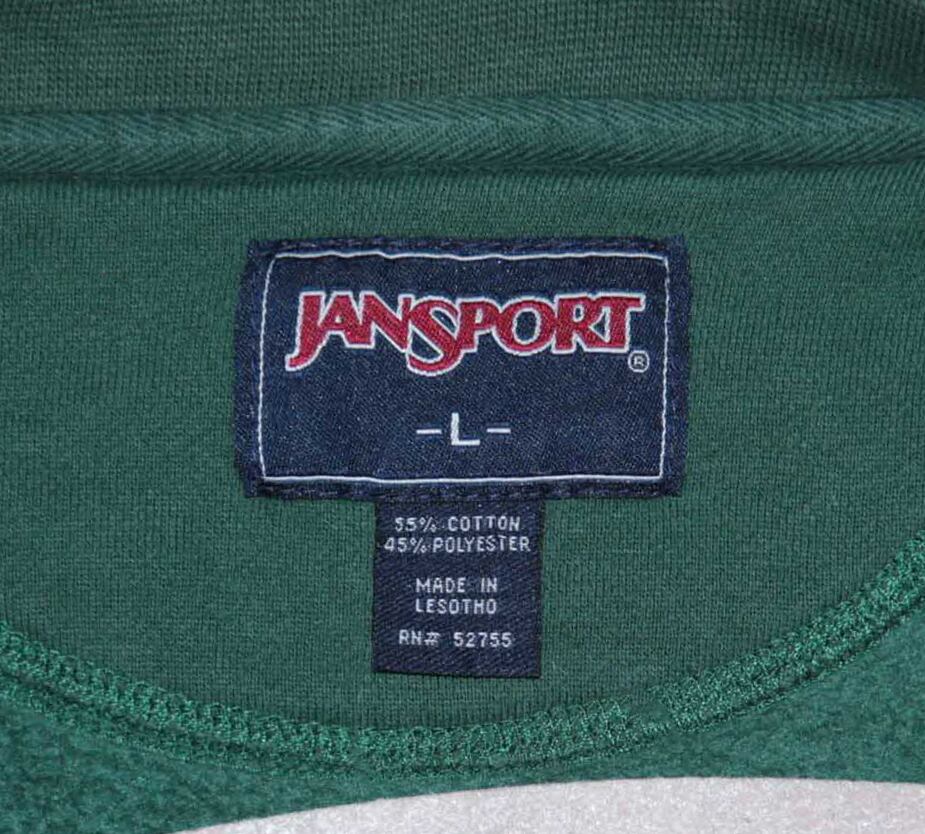 JANSPORT®
-L-
55% COTTON
45% POLYESTER
MADE IN
LESOTHO
RN# 52755